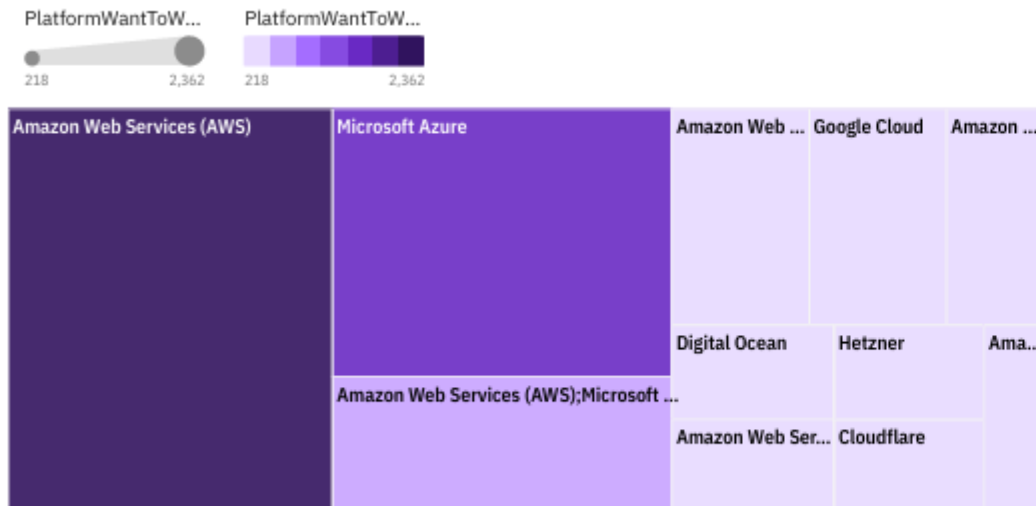 PlatformWantToW... PlatformWantToW...
218 2,362 218 2,362
Amazon Web Services (AWS) Microsoft Azure Amazon Web ... Google Cloud Amazon ...
Digital Ocean Hetzner Ama...
Amazon Web Services (AWS);Microsoft ...
Amazon Web Ser... Cloudflare